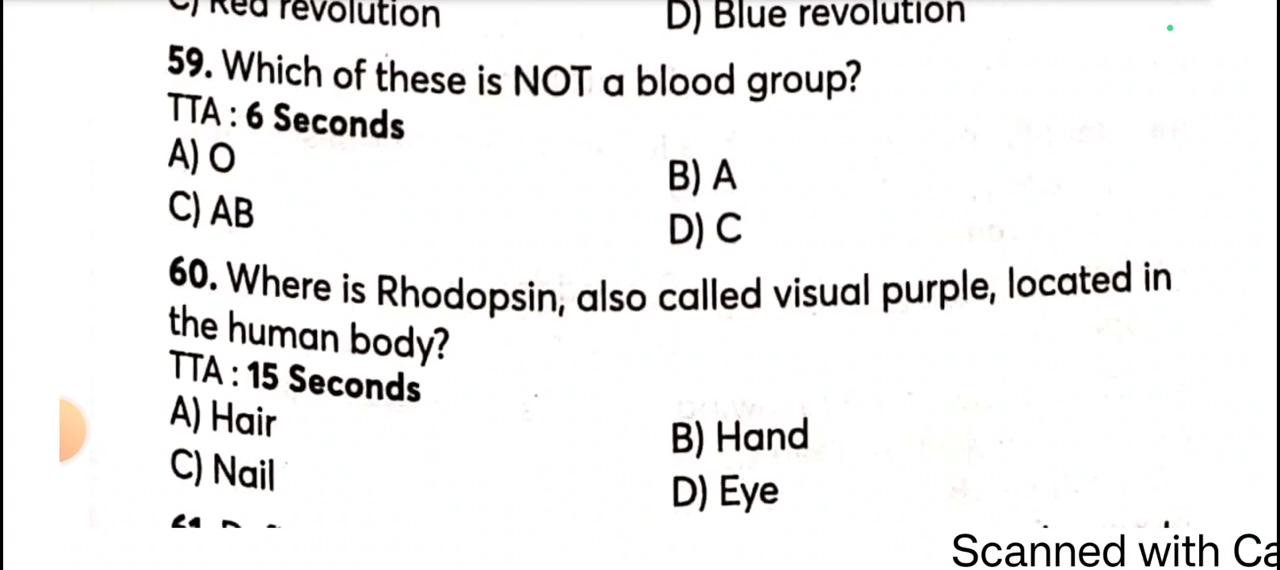 C) Red revolution D) Blue revolution
59. Which of these is NOT a blood group?
TTA : 6 Seconds
A) O B) A
C) AB D) C
60. Where is Rhodopsin, also called visual purple, located in
the human body?
TTA : 15 Seconds
A) Hair B) Hand
C) Nail D) Eye
Scanned with Ca